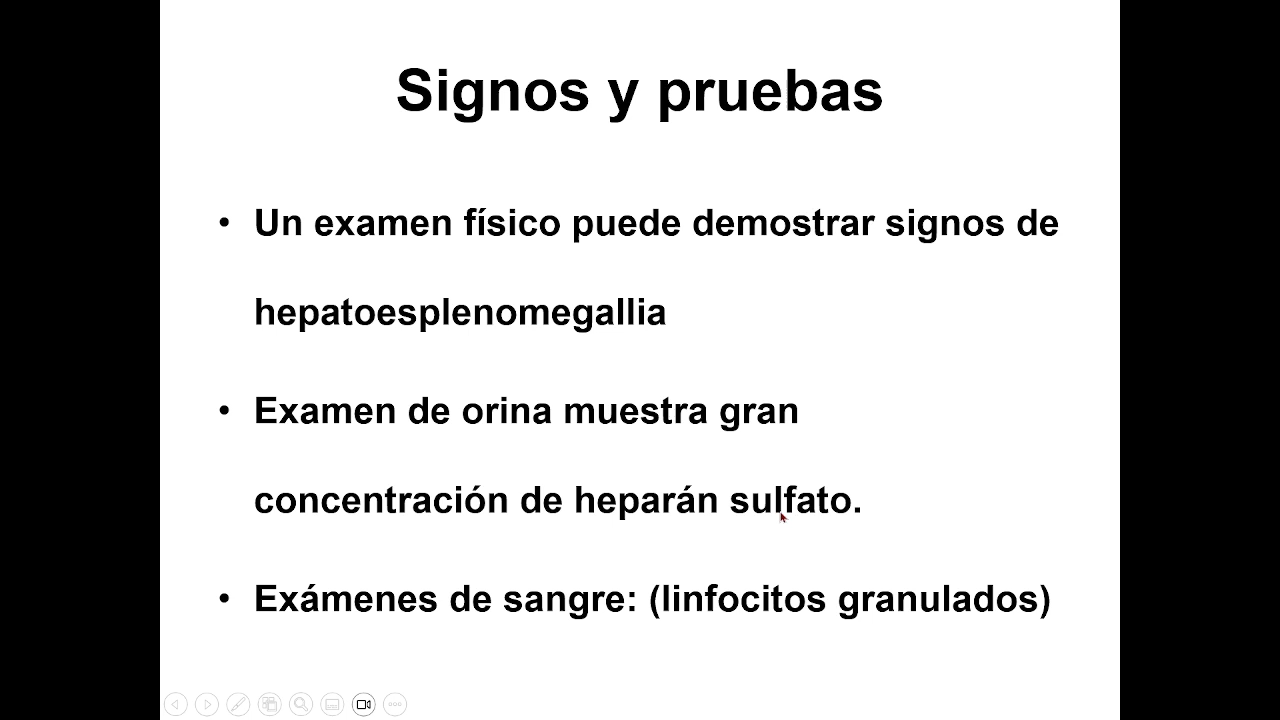 Signos y pruebas
• Un examen físico puede demostrar signos de
hepatoesplenomegallia
• Examen de orina muestra gran
concentración de heparán sulfato.
• Exámenes de sangre: (linfocitos granulados)